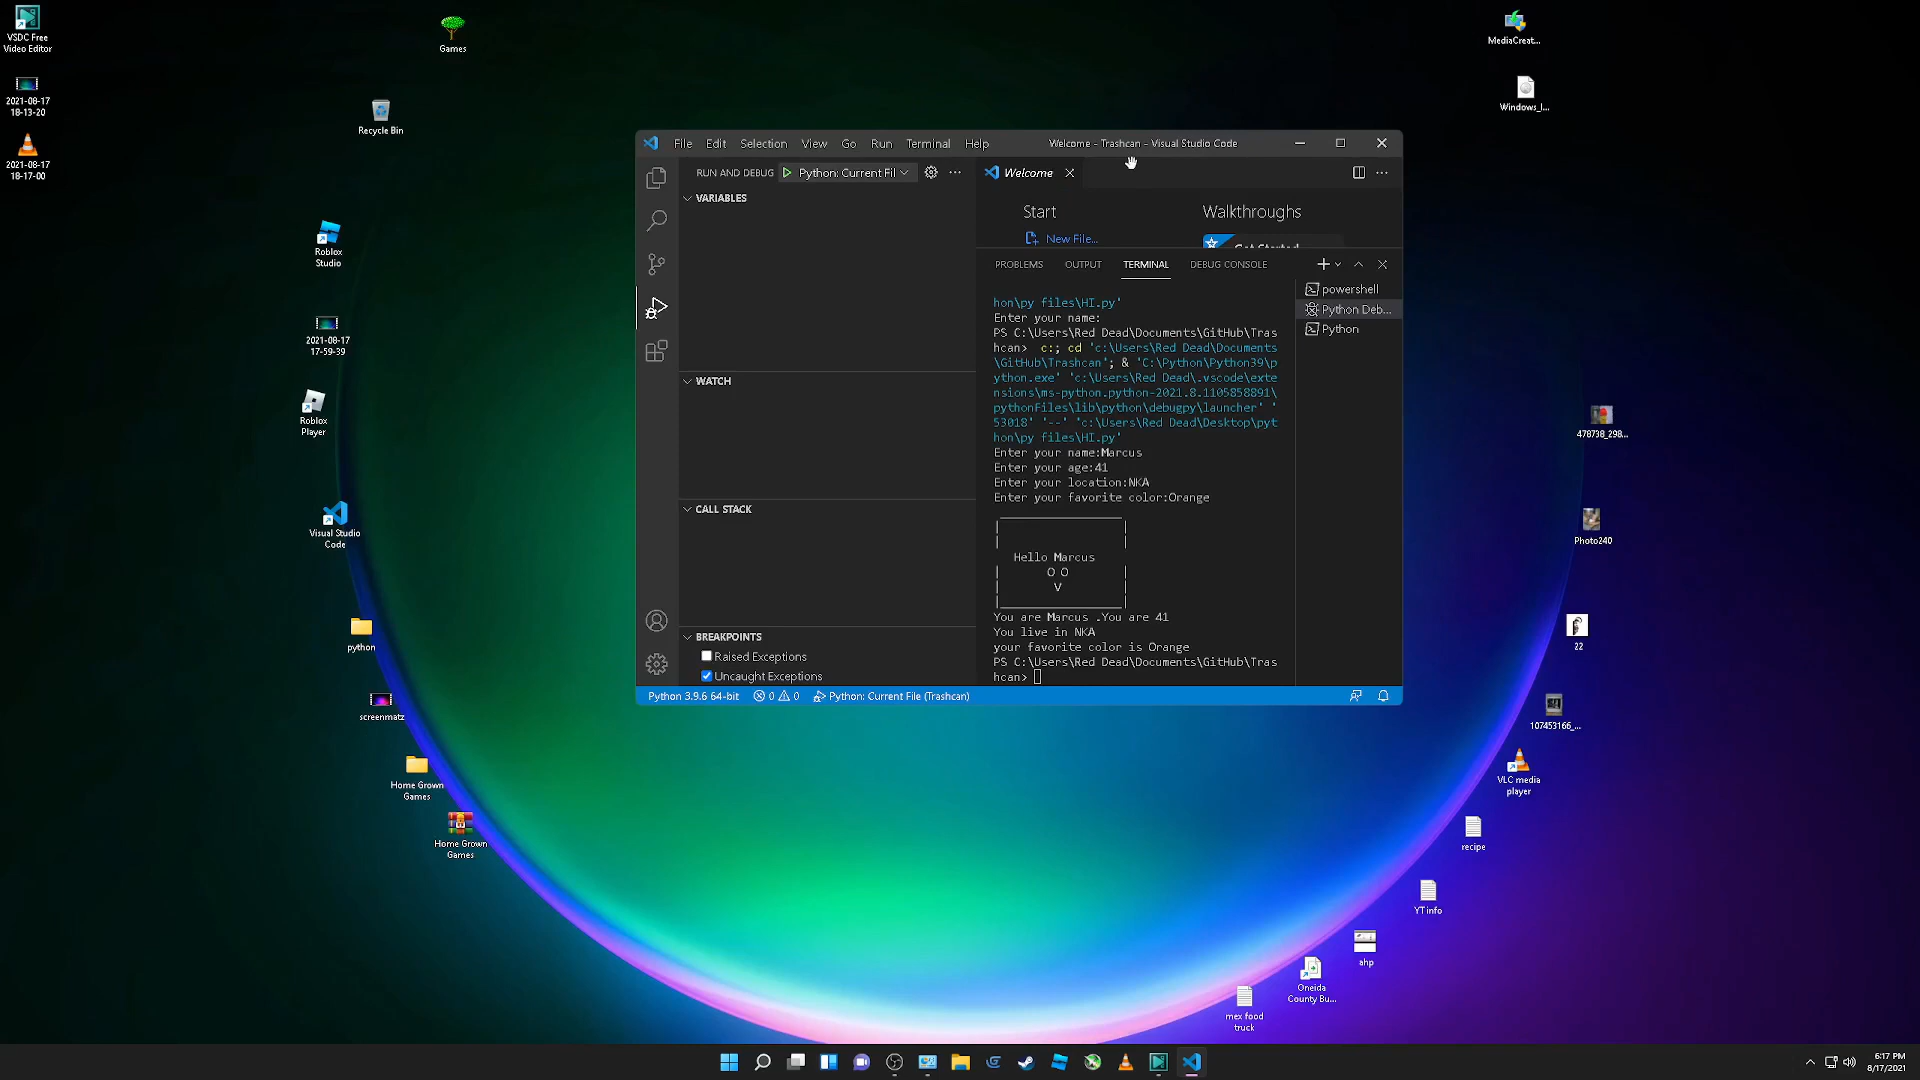 VSDC Free
Video Editor
2021-08-17
18-13-20
2021-08-17
18-17-00
Games
Recycle Bin
Roblox
Studio
2021-08-17
17-59-39
Roblox
Player
Visual Studio
Code
python
screenmatz
Home Grown
Games
Home Grown
Games
File Edit Selection View Go Run Terminal Help Welcome - Trashcan - Visual Studio Code
RUN AND DEBUG Python: Current Fil
VARIABLES
WATCH
CALL STACK
BREAKPOINTS
Raised Exceptions
Uncaught Exceptions
Welcome
Start
New File...
Walkthroughs
Get Started
PROBLEMS OUTPUT TERMINAL DEBUG CONSOLE
powershell
Python Deb...
Python
hon\py files\HI.py'
Enter your name:
PS C:\Users\Red Dead\Documents\GitHub\Tras
hcan> c:; cd 'c:\Users\Red Dead\Documents
\GitHub\Trashcan'; & 'C:\Python\Python39\p
ython.exe' 'c:\Users\Red Dead\.vscode\exte
nsions\ms-python.python-2021.8.1105858891\
pythonFiles\lib\python\debugpy\launcher' '
53018' '--' 'c:\Users\Red Dead\Desktop\pyt
hon\py files\HI.py'
Enter your name:Marcus
Enter your age:41
Enter your location:NKA
Enter your favorite color:Orange
Hello Marcus
O O
V
You are Marcus .You are 41
You live in NKA
your favorite color is Orange
PS C:\Users\Red Dead\Documents\GitHub\Tras
hcan>
Python 3.9.6 64-bit 0 0 Python: Current File (Trashcan)
MediaCreat...
Windows_I...
478738_298...
Photo240
22
107453166_...
VLC media
player
recipe
YT info
ahp
Oneida
County Bu...
mex food
truck
6:17 PM
8/17/2021